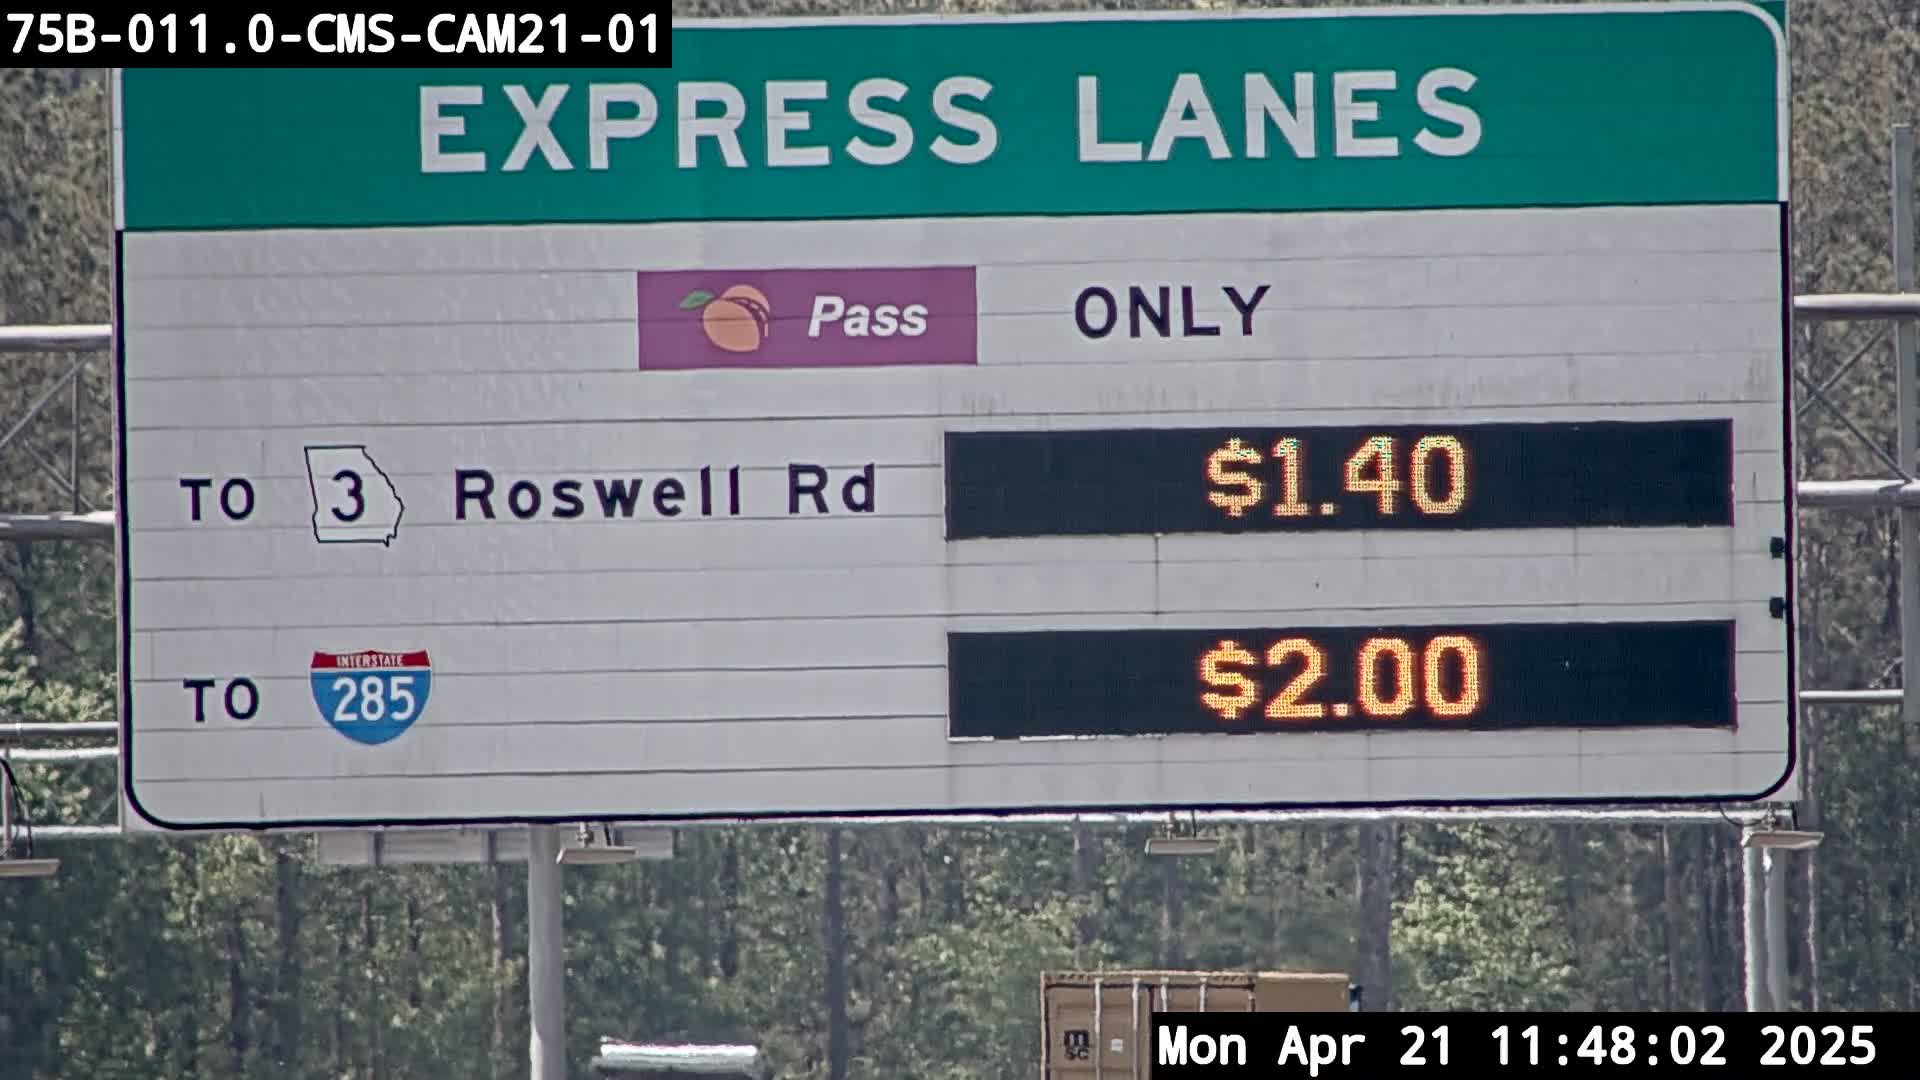 75B-011.0-CMS-CAM21-01
EXPRESS LANES
Pass ONLY
TO 3 Roswell Rd $1.40
TO INTERSTATE 285 $2.00
m
sc
Mon Apr 21 11:48:02 2025